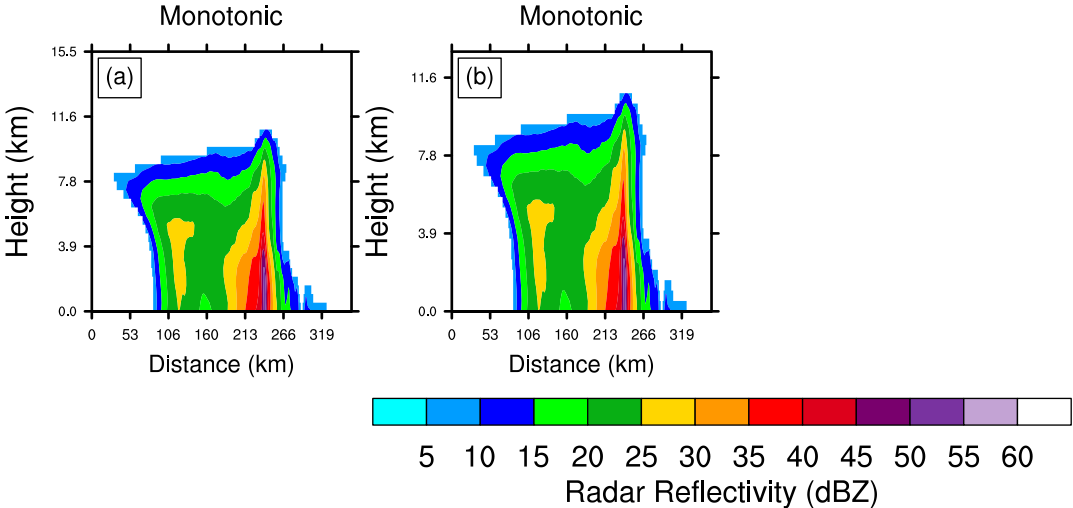 Monotonic
Monotonic
(a)
(b)
15.5
11.6
7.8
3.9
0.0
Height (km)
11.6
7.8
3.9
0.0
Height (km)
0 53 106 160 213 266 319
0 53 106 160 213 266 319
Distance (km)
Distance (km)
5 10 15 20 25 30 35 40 45 50 55 60
Radar Reflectivity (dBZ)